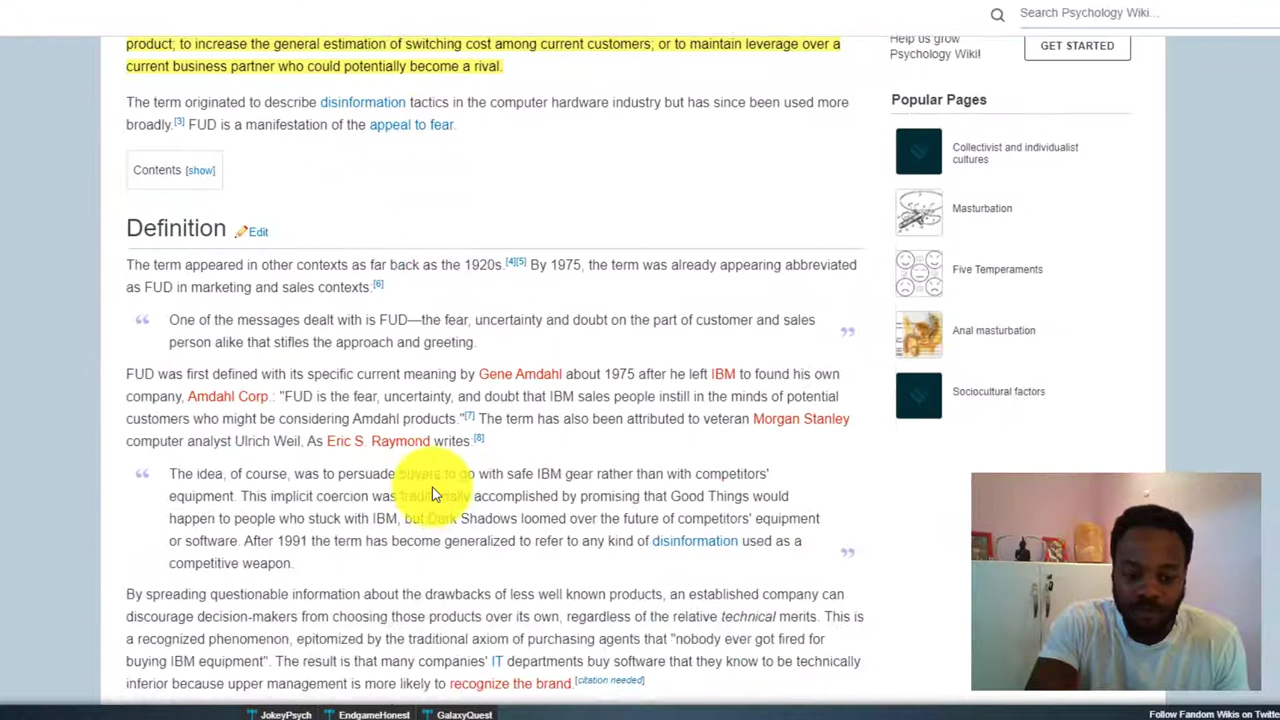 Search Psychology Wiki...
product; to increase the general estimation of switching cost among current customers; or to maintain leverage over a
current business partner who could potentially become a rival.
The term originated to describe disinformation tactics in the computer hardware industry but has since been used more
broadly.[3] FUD is a manifestation of the appeal to fear.
Contents [show]
Definition Edit
The term appeared in other contexts as far back as the 1920s.[4][5] By 1975, the term was already appearing abbreviated
as FUD in marketing and sales contexts:[6]
“ One of the messages dealt with is FUD—the fear, uncertainty and doubt on the part of customer and sales
person alike that stifles the approach and greeting. ”
FUD was first defined with its specific current meaning by Gene Amdahl about 1975 after he left IBM to found his own
company, Amdahl Corp.: "FUD is the fear, uncertainty, and doubt that IBM sales people instill in the minds of potential
customers who might be considering Amdahl products."[7] The term has also been attributed to veteran Morgan Stanley
computer analyst Ulrich Weil, As Eric S. Raymond writes:[8]
“ The idea, of course, was to persuade buyers to go with safe IBM gear rather than with competitors'
equipment. This implicit coercion was traditionally accomplished by promising that Good Things would
happen to people who stuck with IBM, but Dark Shadows loomed over the future of competitors' equipment
or software. After 1991 the term has become generalized to refer to any kind of disinformation used as a
competitive weapon. ”
By spreading questionable information about the drawbacks of less well known products, an established company can
discourage decision-makers from choosing those products over its own, regardless of the relative technical merits. This is
a recognized phenomenon, epitomized by the traditional axiom of purchasing agents that "nobody ever got fired for
buying IBM equipment". The result is that many companies' IT departments buy software that they know to be technically
inferior because upper management is more likely to recognize the brand.[citation needed]
Help us grow
Psychology Wiki!
GET STARTED
Popular Pages
Collectivist and individualist
cultures
Masturbation
Five Temperaments
Anal masturbation
Sociocultural factors
JokeyPsych EndgameHonest GalaxyQuest
Follow Fandom Wikis on Twitte